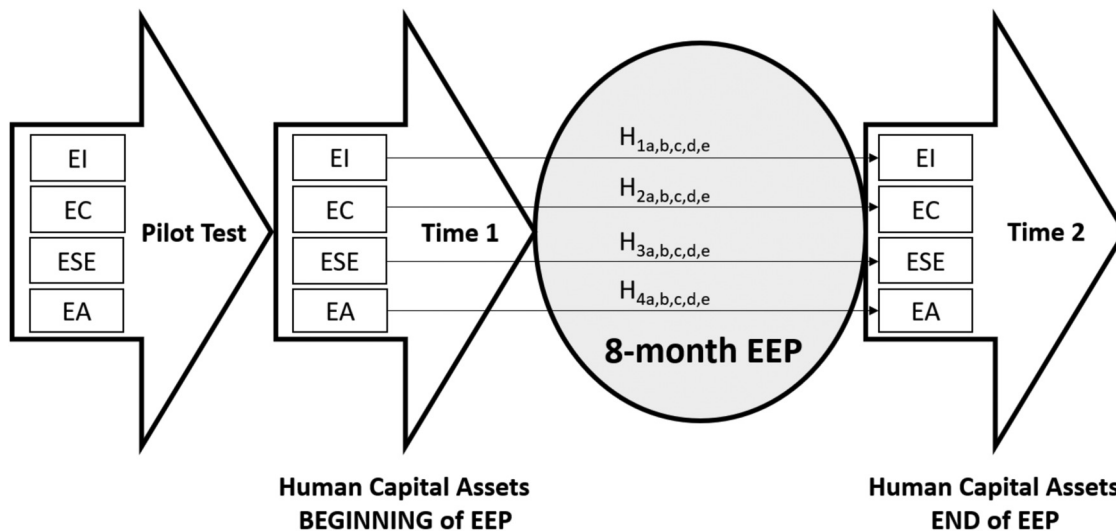 EI
EC
ESE
EA
Pilot Test
EI
EC
ESE
EA
Time 1
H1a,b,c,d,e
H2a,b,c,d,e
H3a,b,c,d,e
H4a,b,c,d,e
8-month EEP
EI
EC
ESE
EA
Time 2
Human Capital Assets
BEGINNING of EEP
Human Capital Assets
END of EEP